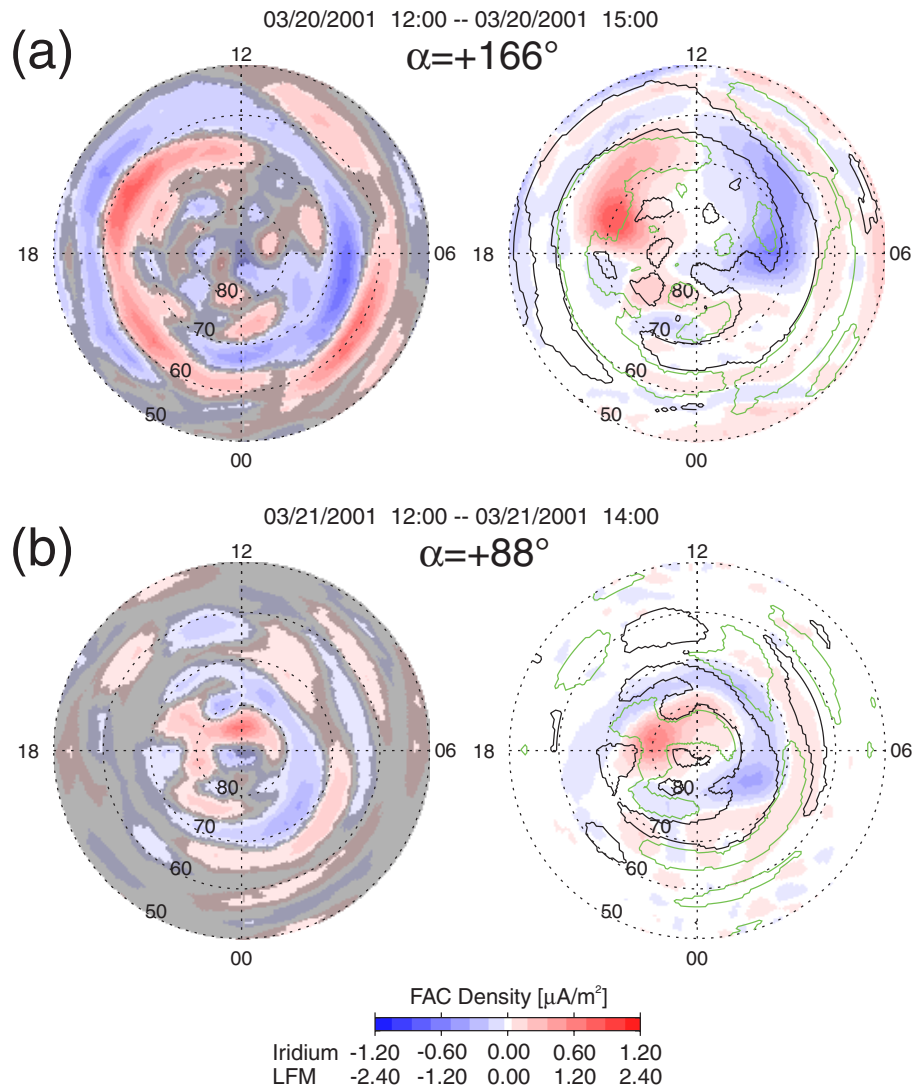 03/20/2001 12:00 -- 03/20/2001 15:00
(a)
α=+166°
12 12
18 06 06
80 80
70 70
60 60
50 50
00 00
03/21/2001 12:00 -- 03/21/2001 14:00
(b)
α=+88°
12 12
18 18 06 06
80 80
70 70
60 60
50 50
00 00
FAC Density [μA/m²]
Iridium -1.20 -0.60 0.00 0.60 1.20
LFM -2.40 -1.20 0.00 1.20 2.40